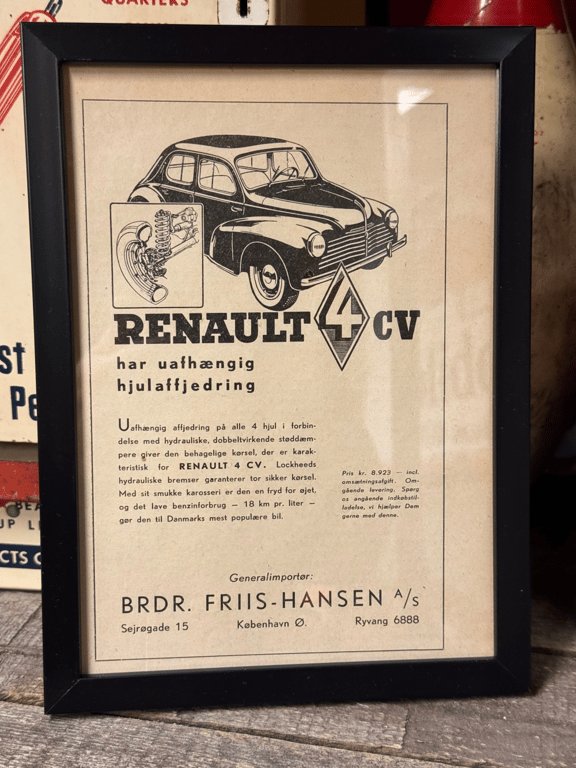 QUARTERS
RENAULT 4 CV
har uafhængig
hjulaffjedring
Uafhængig affjedring på alle 4 hjul i forbin-
delse med hydrauliske, dobbeltvirkende støddæm-
pere giver den behagelige kørsel, der er karak-
teristisk for RENAULT 4 CV. Lockheeds
hydrauliske bremser garanterer for sikker kørsel.
Med sit smukke karosseri er den en fryd for øjet,
og det lave benzinforbrug — 18 km pr. liter —
gør den til Danmarks mest populære bil.
Pris kr. 8.923 — incl.
omsætningsafgift. Om-
gående levering. Spørg
os angående indkøbstil-
ladelse, vi hjælper Dem
gerne med denne.
Generalimportør:
BRDR. FRIIS-HANSEN A/S
Sejrøgade 15 København Ø. Ryvang 6888